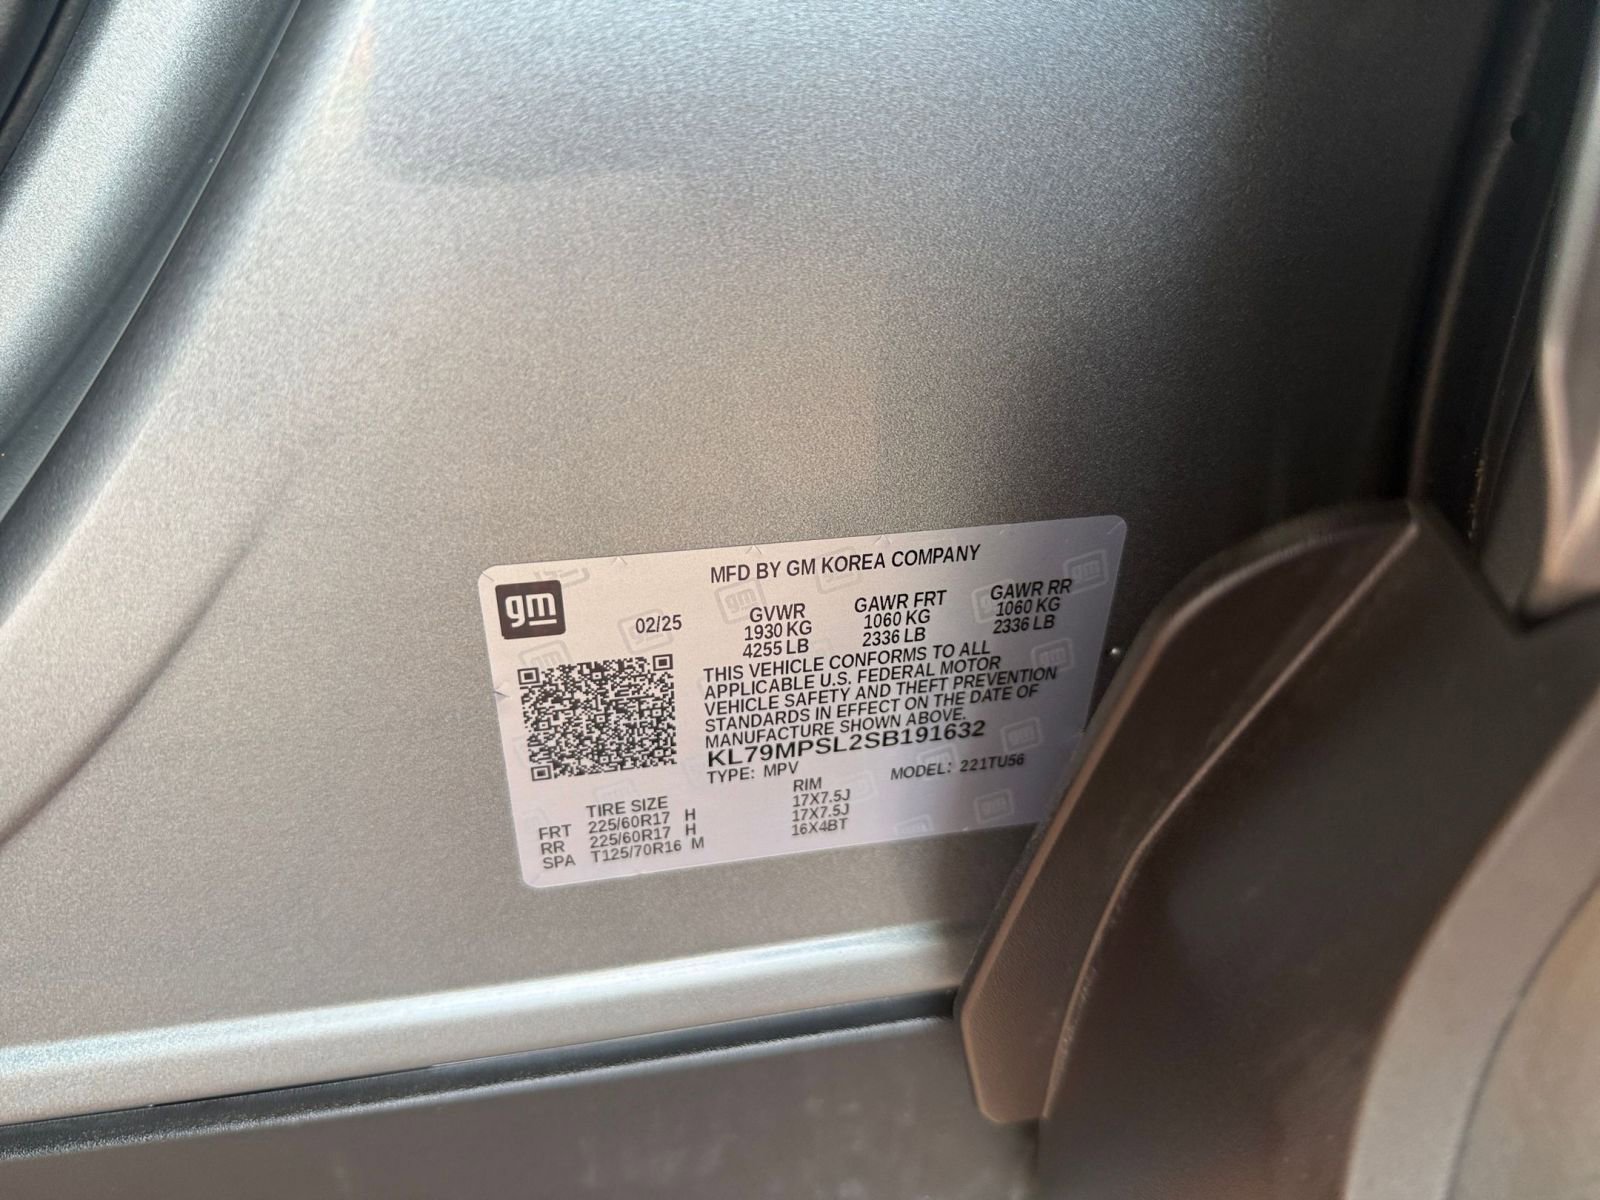 MFD BY GM KOREA COMPANY
gm
02/25
GVWR GAWR FRT GAWR RR
1930 KG 1060 KG 1060 KG
4255 LB 2336 LB 2336 LB
THIS VEHICLE CONFORMS TO ALL
APPLICABLE U.S. FEDERAL MOTOR
VEHICLE SAFETY AND THEFT PREVENTION
STANDARDS IN EFFECT ON THE DATE OF
MANUFACTURE SHOWN ABOVE.
KL79MPSL2SB191632
TYPE: MPV MODEL: 221TU56
TIRE SIZE RIM
FRT 225/60R17 H 17X7.5J
RR 225/60R17 H 17X7.5J
SPA T125/70R16 M 16X4BT